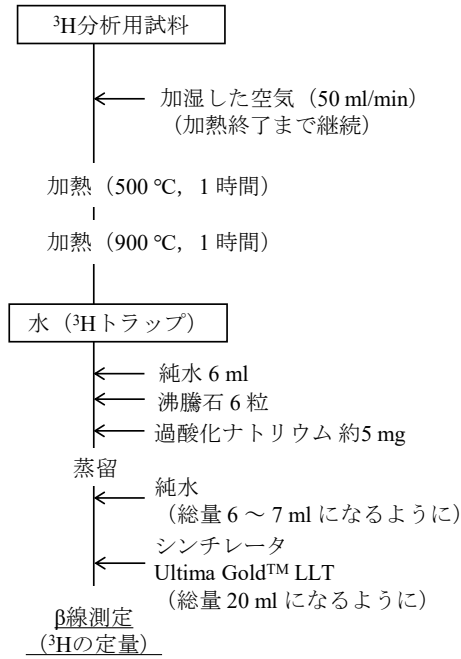 ³H分析用試料
加湿した空気（50 ml/min）
（加熱終了まで継続）
加熱（500 ℃，1 時間）
加熱（900 ℃，1 時間）
水（³Hトラップ）
純水 6 ml
沸騰石 6 粒
過酸化ナトリウム 約5 mg
蒸留
純水
（総量 6 ～ 7 ml になるように）
シンチレータ
Ultima Gold™ LLT
（総量 20 ml になるように）
β線測定
（³Hの定量）